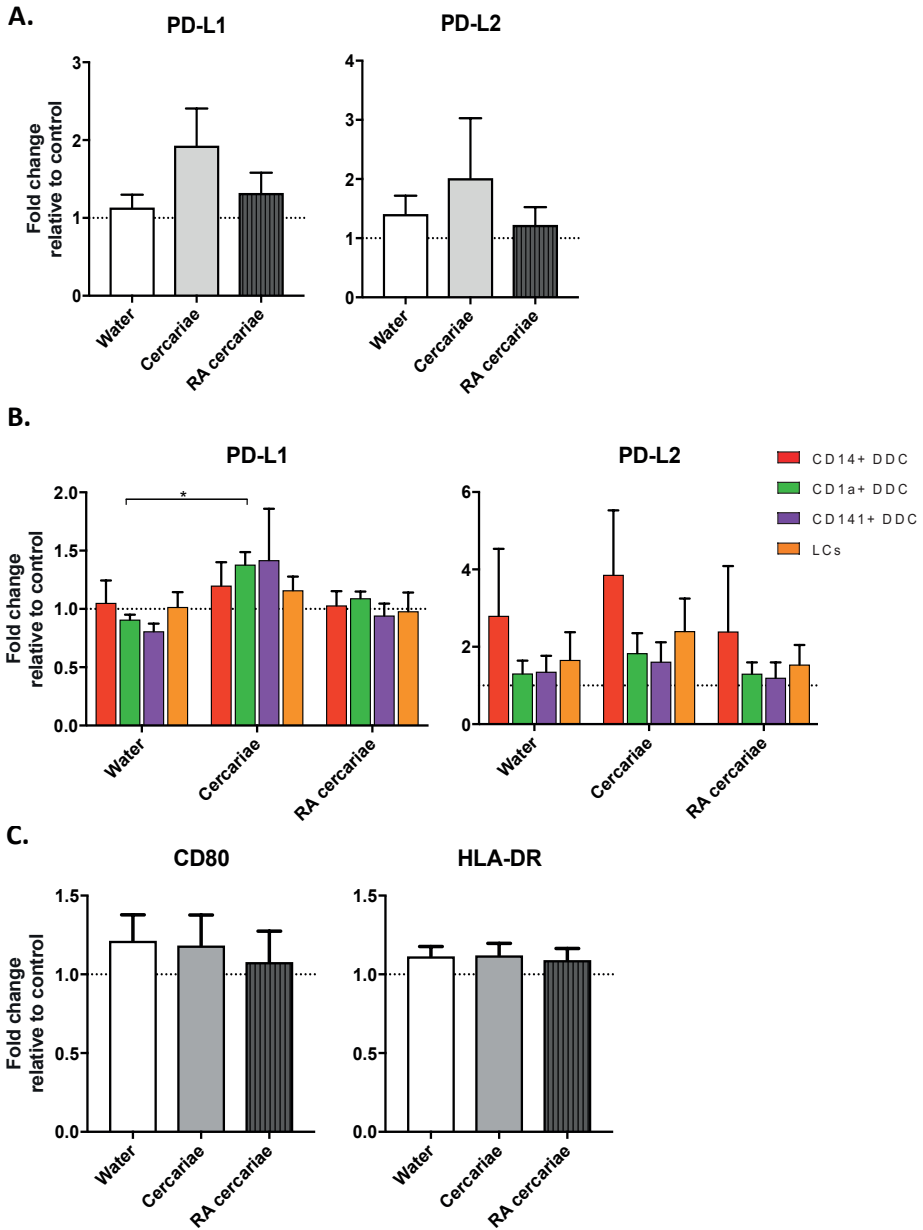 A.
PD-L1
PD-L2
Fold change
relative to control
3
2
1
0
4
3
2
1
0
Water
Cercariae
RA cercariae
Water
Cercariae
RA cercariae
B.
PD-L1
PD-L2
CD14+ DDC
CD1a+ DDC
CD141+ DDC
LCs
Fold change
relative to control
2.0
1.5
1.0
0.5
0.0
*
6
4
2
0
Water
Cercariae
RA cercariae
Water
Cercariae
RA cercariae
C.
CD80
HLA-DR
Fold change
relative to control
1.5
1.0
0.5
0.0
1.5
1.0
0.5
0.0
Water
Cercariae
RA cercariae
Water
Cercariae
RA cercariae